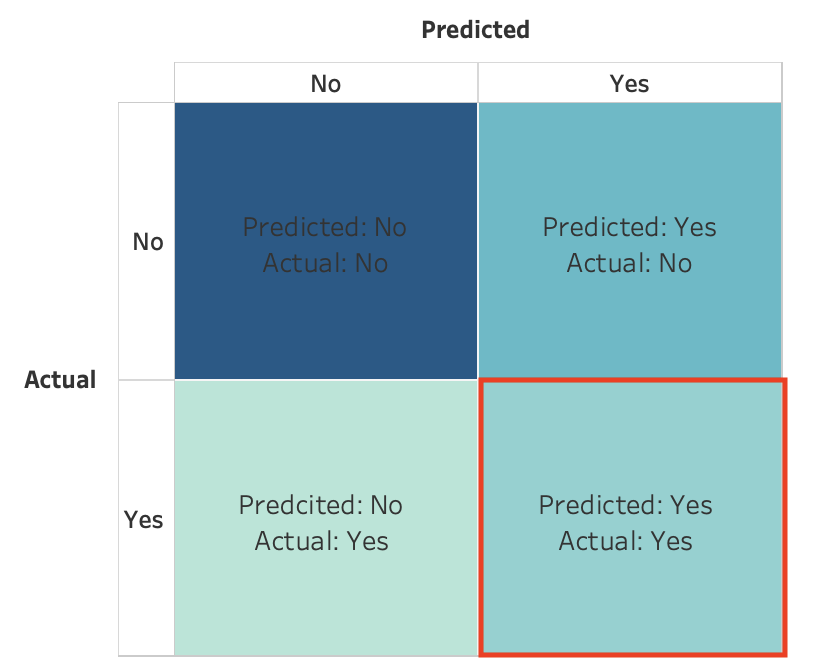 Predicted
No
Yes
No
Predicted: No
Actual: No
Predicted: Yes
Actual: No
Actual
Yes
Predcited: No
Actual: Yes
Predicted: Yes
Actual: Yes